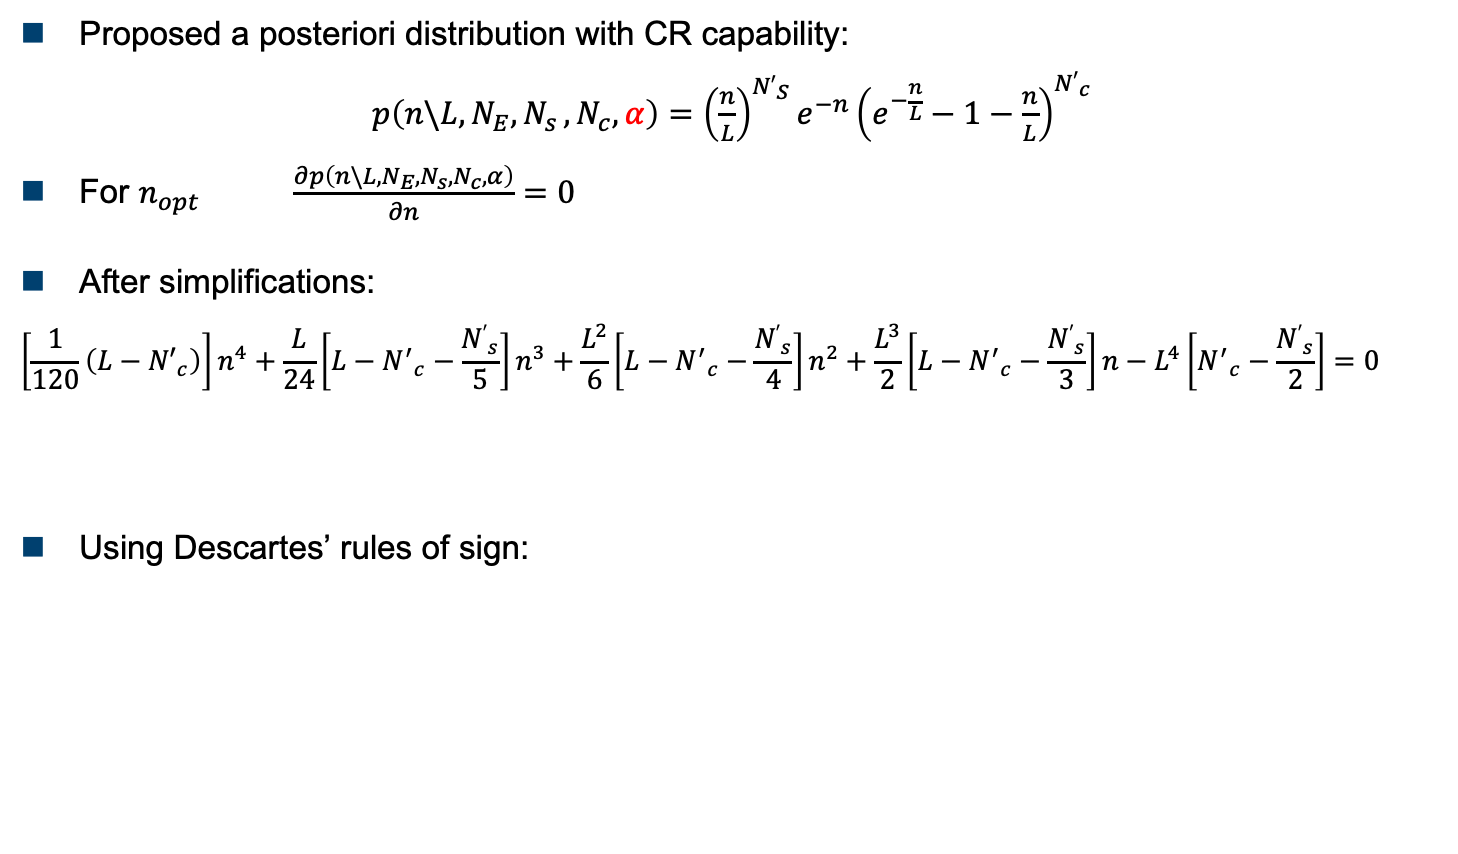 Proposed a posteriori distribution with CR capability:
p(n\L, N_E, N_s, N_c, α) = (n/L)^{N'_S} e^{−n} (e^{−n/L} − 1 − n/L)^{N'_c}
For n_{opt} ∂p(n\L,N_E,N_s,N_c,α)/∂n = 0
After simplifications:
[1/120 (L − N'_c)] n^4 + L/24 [L − N'_c − N'_s/5] n^3 + L^2/6 [L − N'_c − N'_s/4] n^2 + L^3/2 [L − N'_c − N'_s/3] n − L^4 [N'_c − N'_s/2] = 0
Using Descartes’ rules of sign: